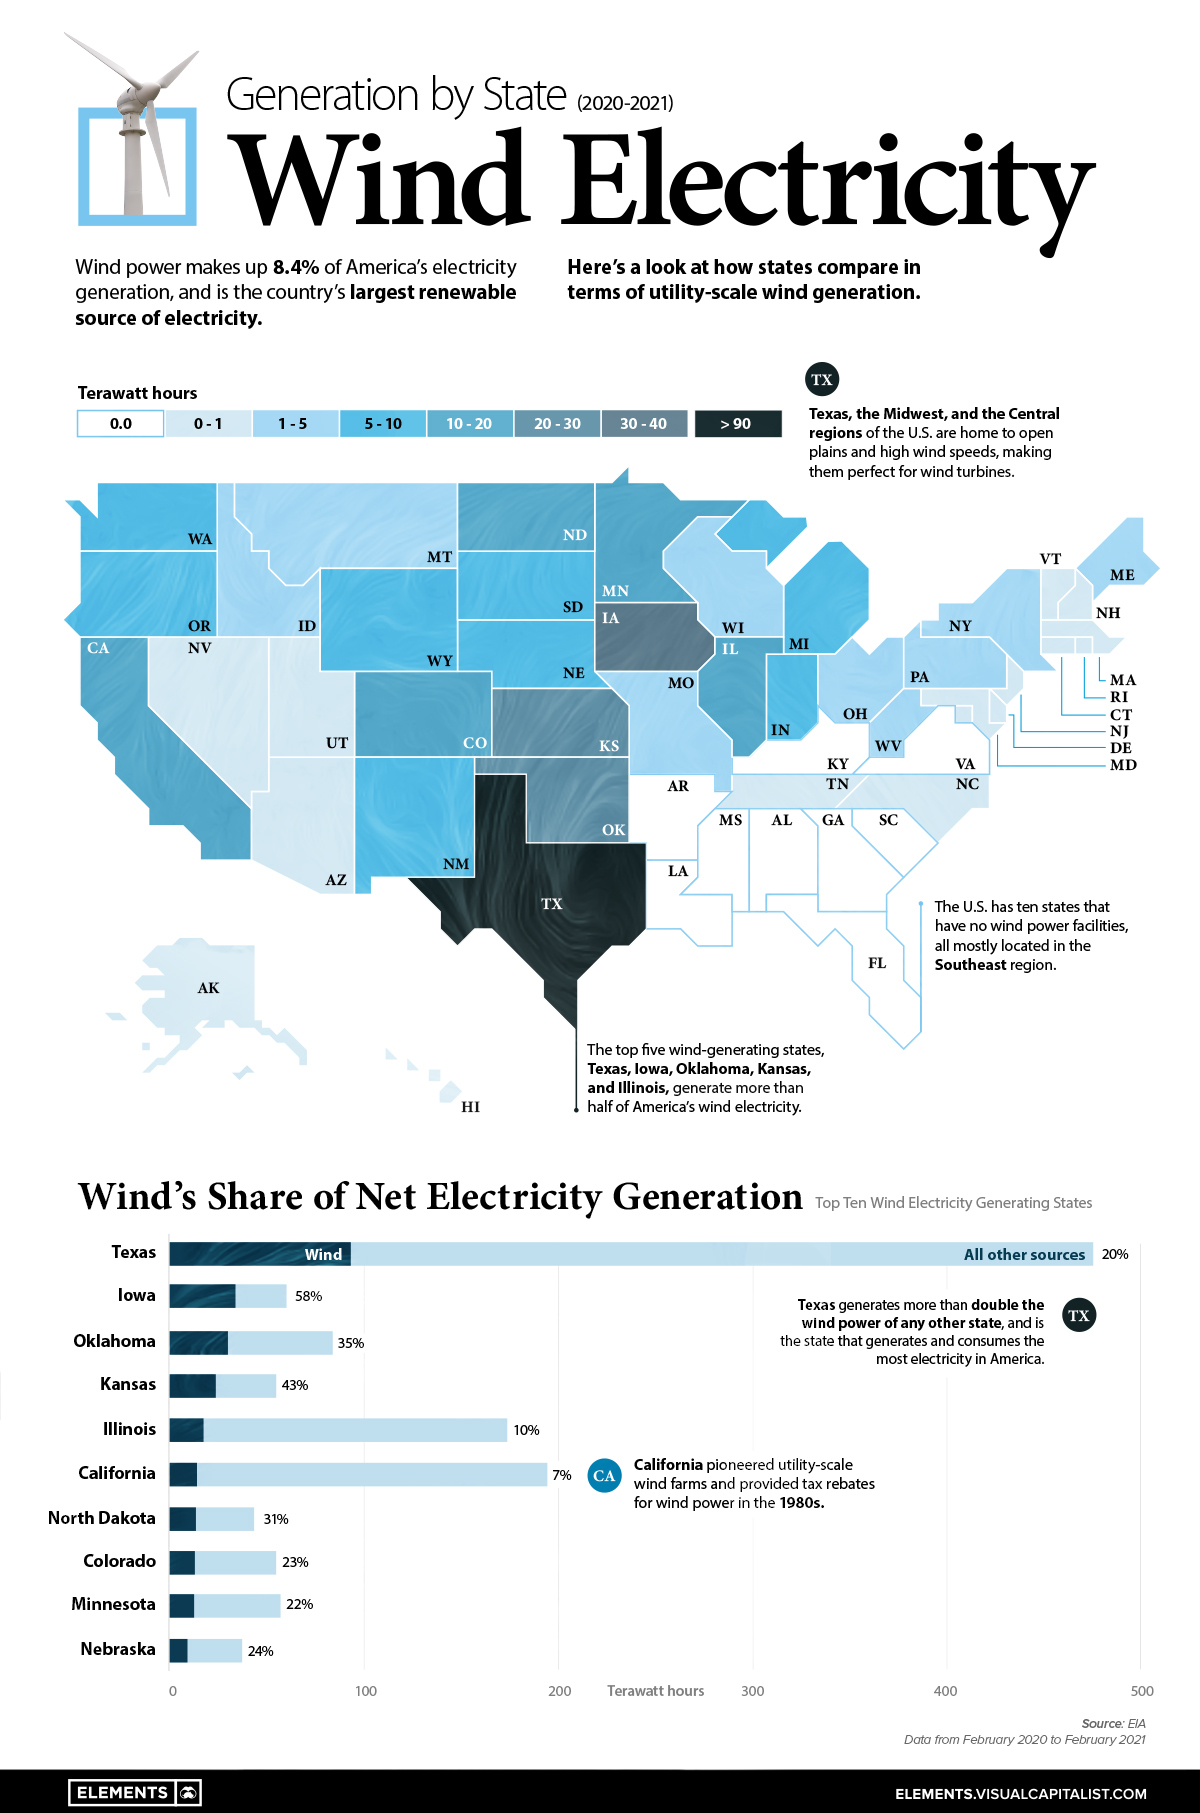 Generation by State (2020-2021)
Wind Electricity
Wind power makes up 8.4% of America's electricity
generation, and is the country's largest renewable
source of electricity.
Here's a look at how states compare in
terms of utility-scale wind generation.
Terawatt hours
0.0
0 - 1
1 - 5
5 - 10
10 - 20
20 - 30
30 - 40
> 90
TX
Texas, the Midwest, and the Central
regions of the U.S. are home to open
plains and high wind speeds, making
them perfect for wind turbines.
WA
MT
ND
MN
VT
ME
OR
ID
SD
IA
WI
MI
NY
NH
CA
NV
WY
NE
MO
IL
PA
MA
RI
CT
NJ
DE
MD
UT
CO
KS
IN
OH
WV
KY
VA
AR
TN
NC
NM
OK
MS
AL
GA
SC
AZ
LA
TX
FL
AK
HI
The U.S. has ten states that
have no wind power facilities,
all mostly located in the
Southeast region.
The top five wind-generating states,
Texas, Iowa, Oklahoma, Kansas,
and Illinois, generate more than
half of America's wind electricity.
Wind's Share of Net Electricity Generation Top Ten Wind Electricity Generating States
Texas Wind All other sources 20%
Iowa 58%
Oklahoma 35%
Kansas 43%
Illinois 10%
California 7%
North Dakota 31%
Colorado 23%
Minnesota 22%
Nebraska 24%
Texas generates more than double the
wind power of any other state, and is
the state that generates and consumes the
most electricity in America.
TX
CA
California pioneered utility-scale
wind farms and provided tax rebates
for wind power in the 1980s.
0 100 200 Terawatt hours 300 400 500
Source: EIA
Data from February 2020 to February 2021
ELEMENTS
ELEMENTS.VISUALCAPITALIST.COM